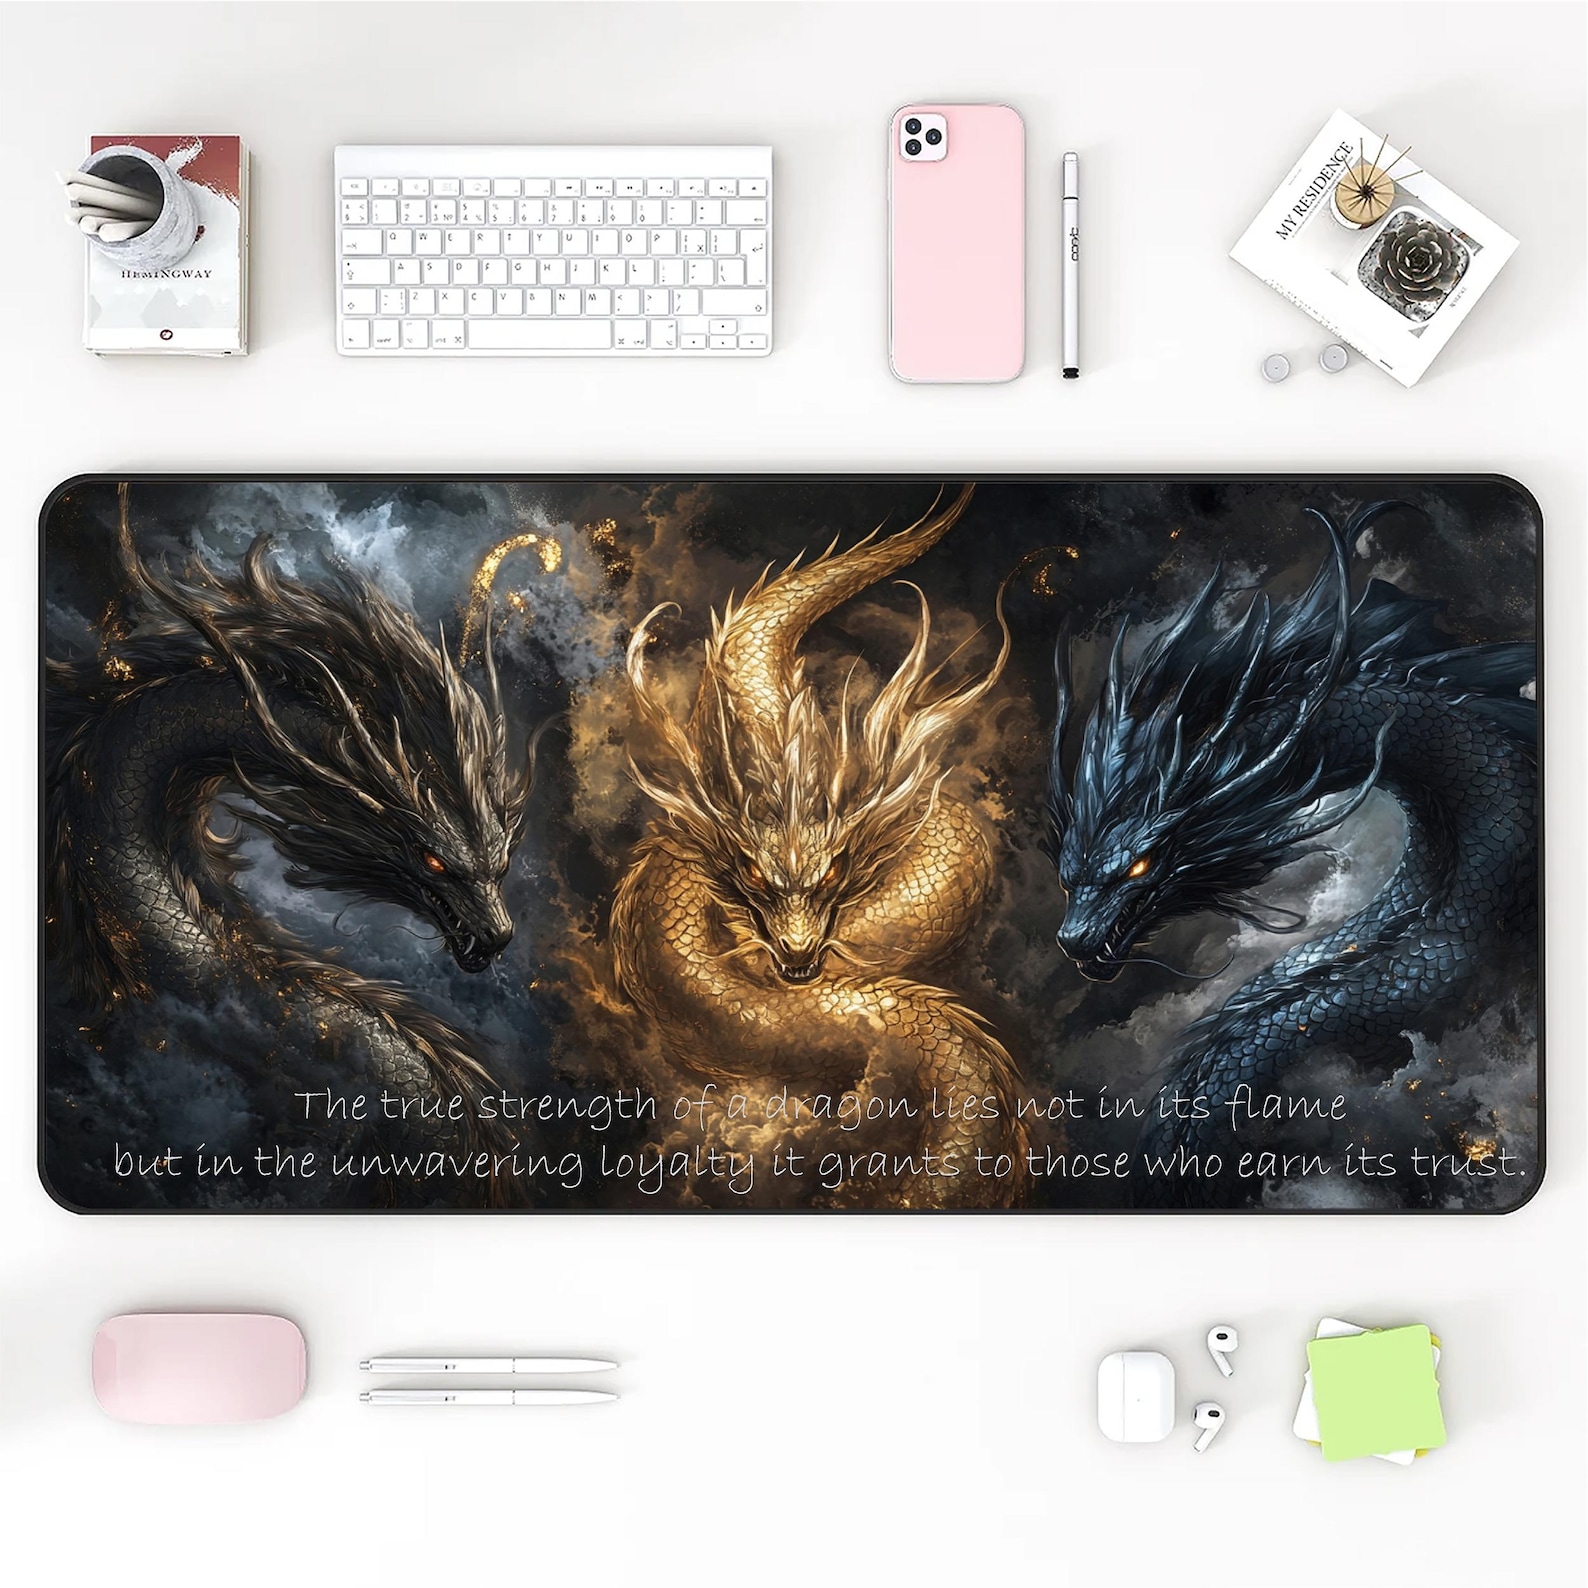 HEMINGWAY
MY RESIDENCE
Q W E R T Y U I O P
A S D F G H J K L
Z X C V B N M
The true strength of a dragon lies not in its flame
but in the unwavering loyalty it grants to those who earn its trust.